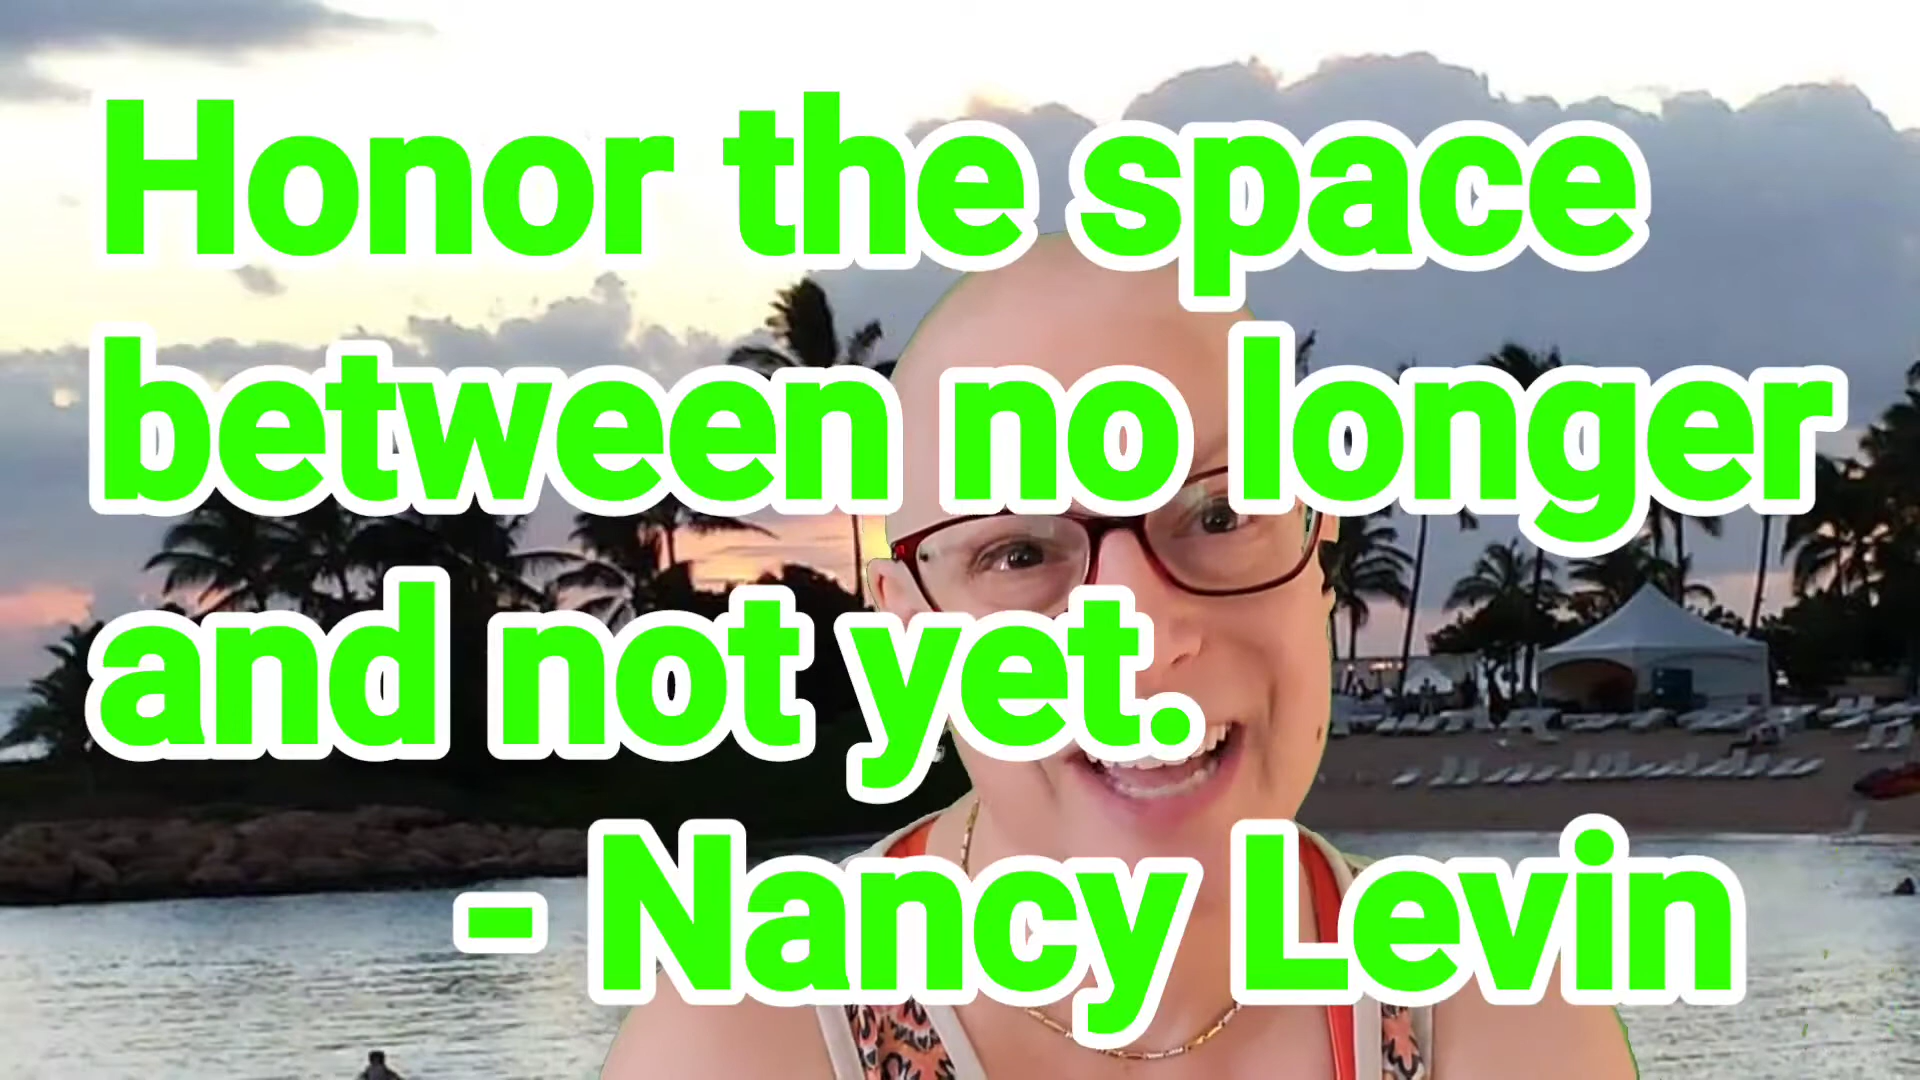 Honor the space
between no longer
and not yet.
- Nancy Levin